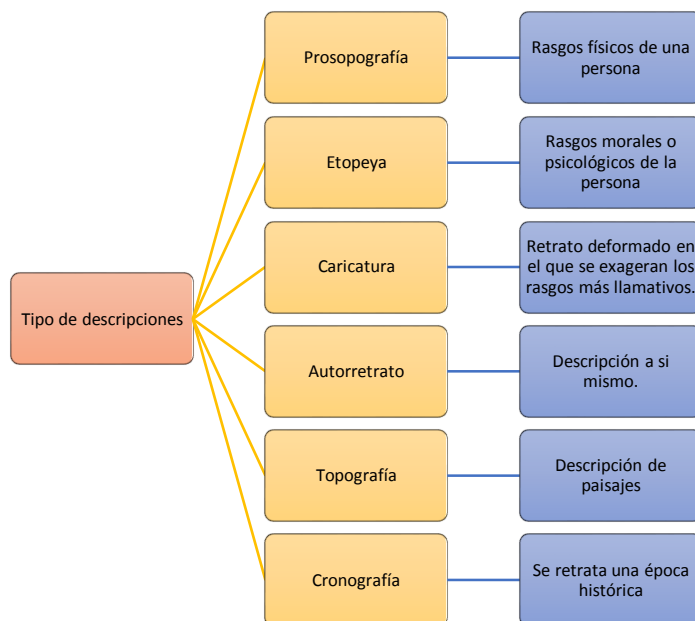 Tipo de descripciones
Prosopografía
Rasgos físicos de una
persona
Etopeya
Rasgos morales o
psicológicos de la
persona
Caricatura
Retrato deformado en
el que se exageran los
rasgos más llamativos.
Autorretrato
Descripción a si
mismo.
Topografía
Descripción de
paisajes
Cronografía
Se retrata una época
histórica